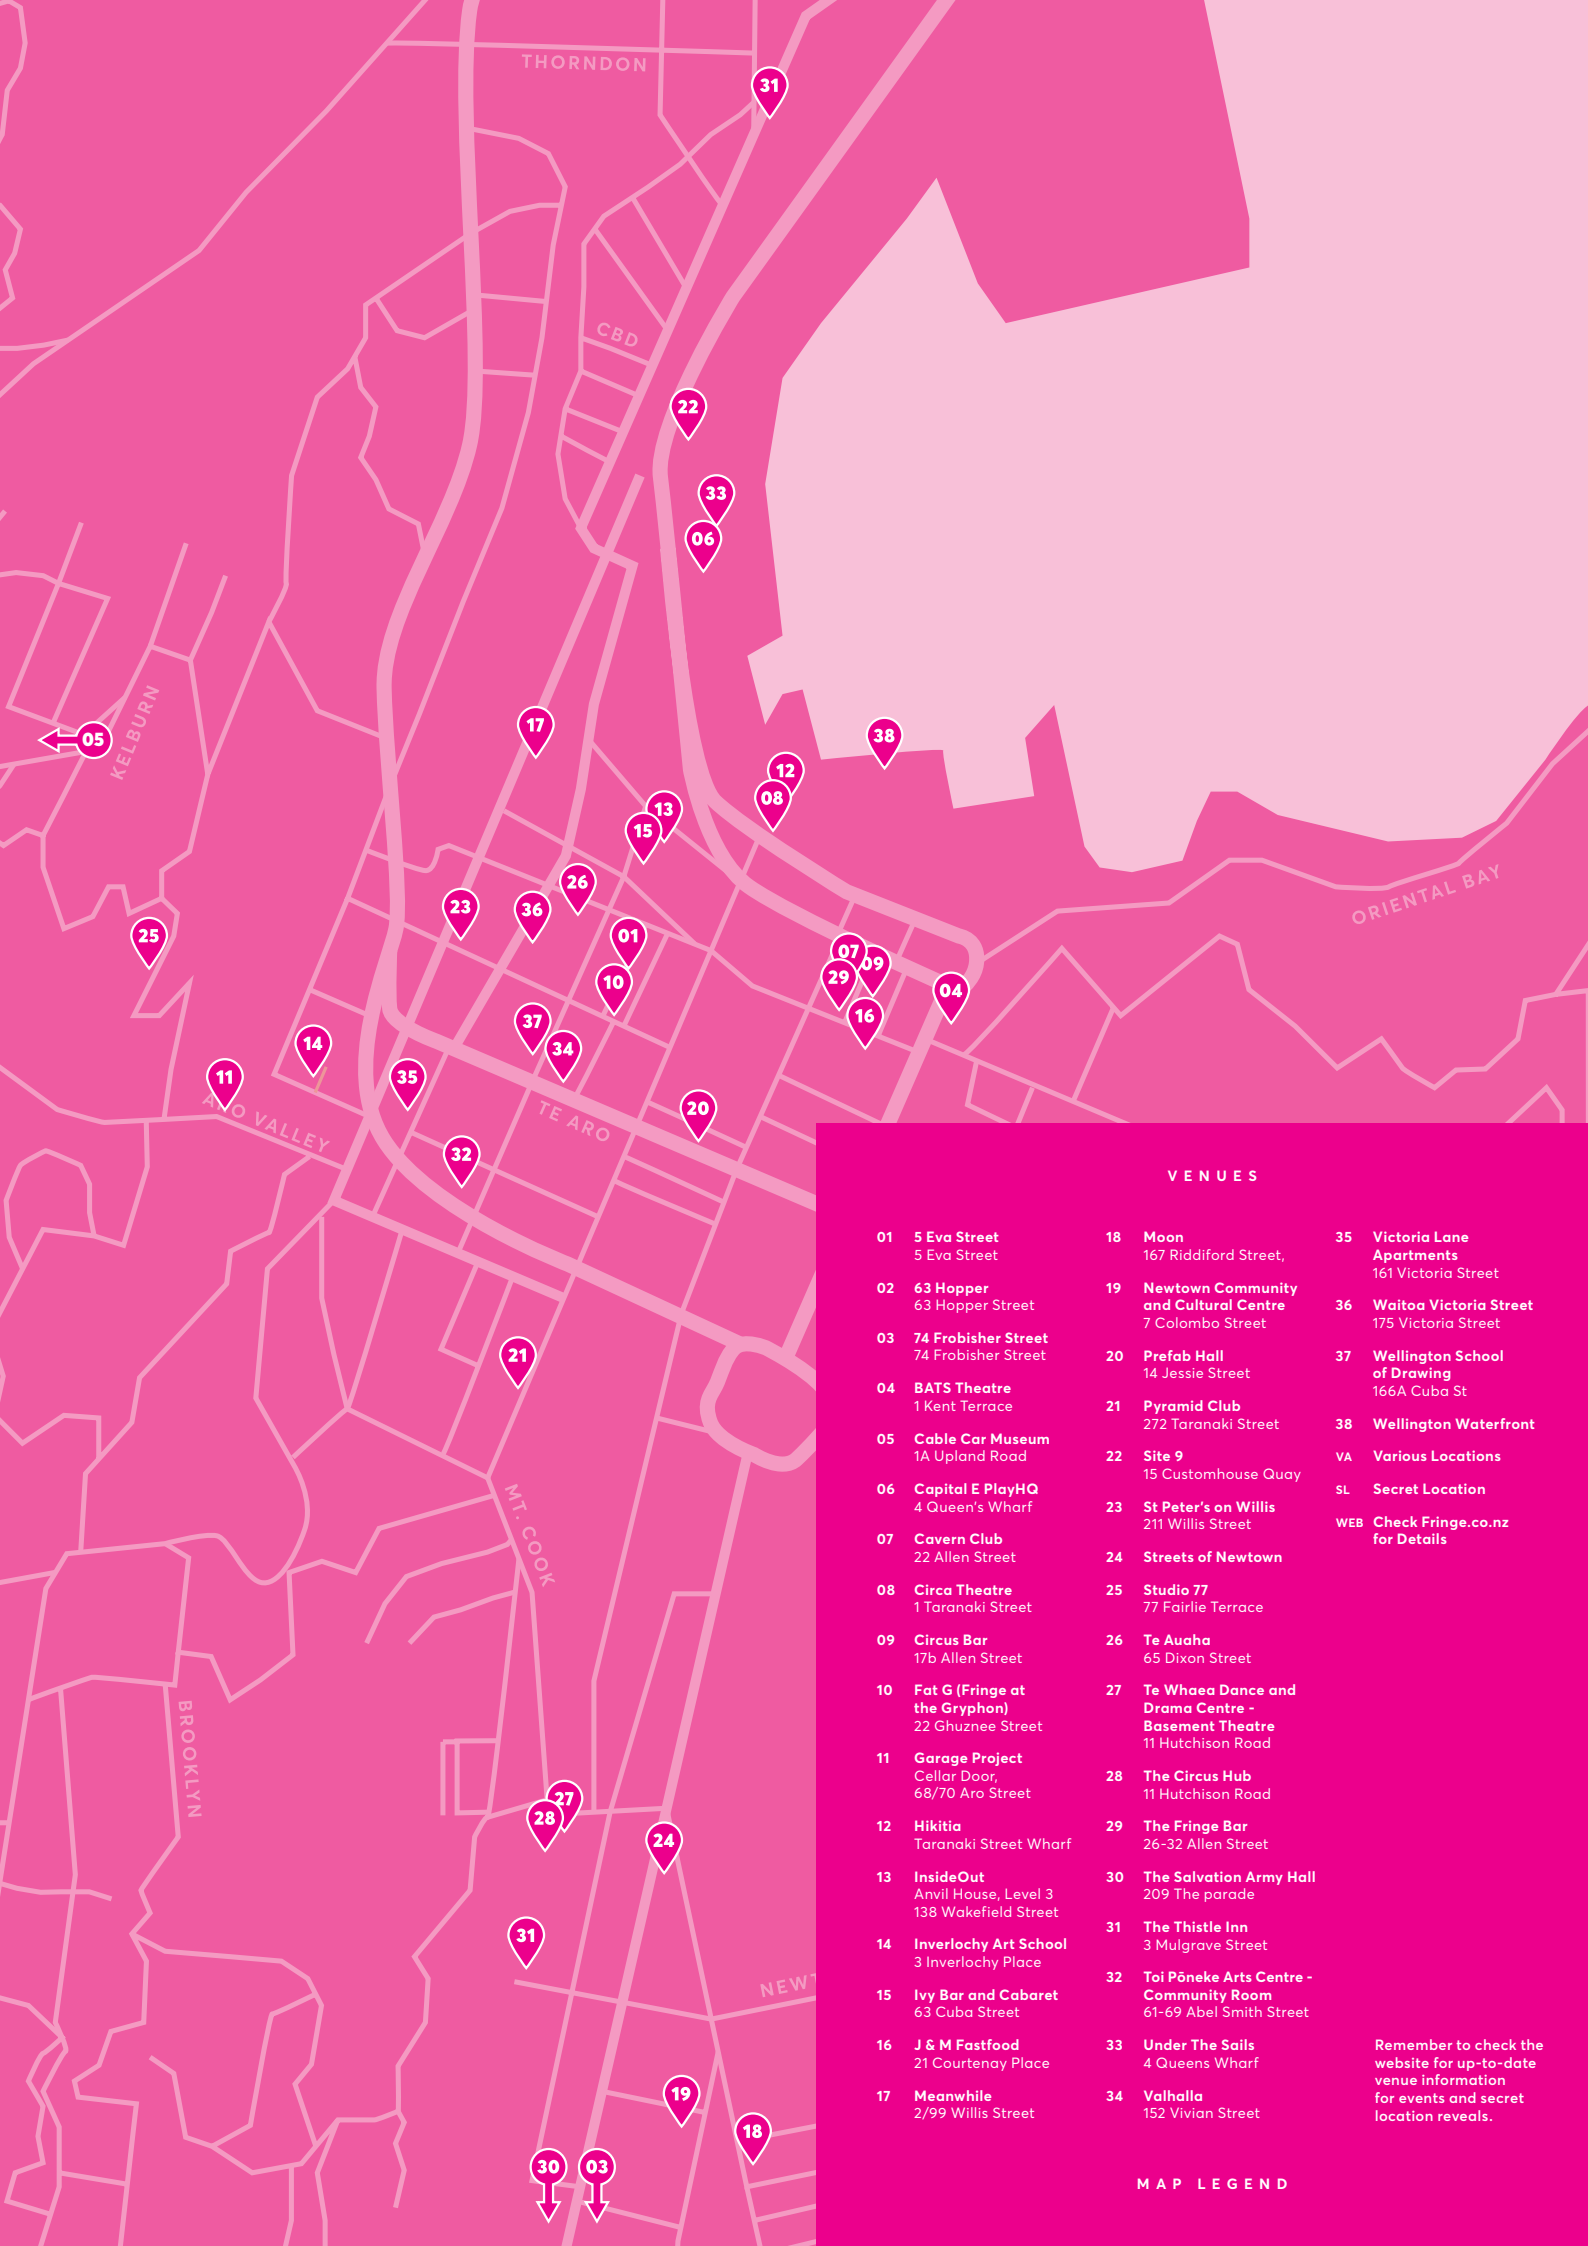 THORNDON
31
CBD
22
33
06
KELBURN
05
17
38
12
08
13
15
26
23
36
01
25
10
ORIENTAL BAY
07
09
29
04
16
37
34
14
35
11
ARO VALLEY
TE ARO
20
32
21
MT. COOK
BROOKLYN
27
28
24
31
NEWT
19
18
30
03
VENUES
01 5 Eva Street
5 Eva Street
02 63 Hopper
63 Hopper Street
03 74 Frobisher Street
74 Frobisher Street
04 BATS Theatre
1 Kent Terrace
05 Cable Car Museum
1A Upland Road
06 Capital E PlayHQ
4 Queen's Wharf
07 Cavern Club
22 Allen Street
08 Circa Theatre
1 Taranaki Street
09 Circus Bar
17b Allen Street
10 Fat G (Fringe at
the Gryphon)
22 Ghuznee Street
11 Garage Project
Cellar Door,
68/70 Aro Street
12 Hikitia
Taranaki Street Wharf
13 InsideOut
Anvil House, Level 3
138 Wakefield Street
14 Inverlochy Art School
3 Inverlochy Place
15 Ivy Bar and Cabaret
63 Cuba Street
16 J & M Fastfood
21 Courtenay Place
17 Meanwhile
2/99 Willis Street
18 Moon
167 Riddiford Street,
19 Newtown Community
and Cultural Centre
7 Colombo Street
20 Prefab Hall
14 Jessie Street
21 Pyramid Club
272 Taranaki Street
22 Site 9
15 Customhouse Quay
23 St Peter's on Willis
211 Willis Street
24 Streets of Newtown
25 Studio 77
77 Fairlie Terrace
26 Te Auaha
65 Dixon Street
27 Te Whaea Dance and
Drama Centre -
Basement Theatre
11 Hutchison Road
28 The Circus Hub
11 Hutchison Road
29 The Fringe Bar
26-32 Allen Street
30 The Salvation Army Hall
209 The parade
31 The Thistle Inn
3 Mulgrave Street
32 Toi Pōneke Arts Centre -
Community Room
61-69 Abel Smith Street
33 Under The Sails
4 Queens Wharf
34 Valhalla
152 Vivian Street
35 Victoria Lane
Apartments
161 Victoria Street
36 Waitoa Victoria Street
175 Victoria Street
37 Wellington School
of Drawing
166A Cuba St
38 Wellington Waterfront
VA Various Locations
SL Secret Location
WEB Check Fringe.co.nz
for Details
Remember to check the
website for up-to-date
venue information
for events and secret
location reveals.
MAP LEGEND